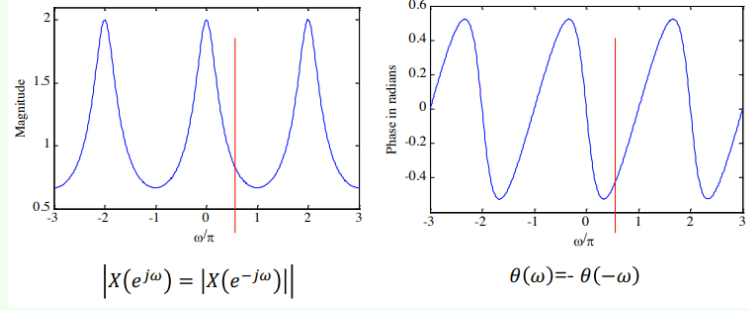 2
1.5
1
0.5
Magnitude
-3 -2 -1 0 1 2 3
ω/π
0.6
0.4
0.2
0
-0.2
-0.4
Phase in radians
-3 -2 -1 0 1 2 3
ω/π
|X(e^{jω}) = |X(e^{-jω})||
θ(ω)=- θ(−ω)